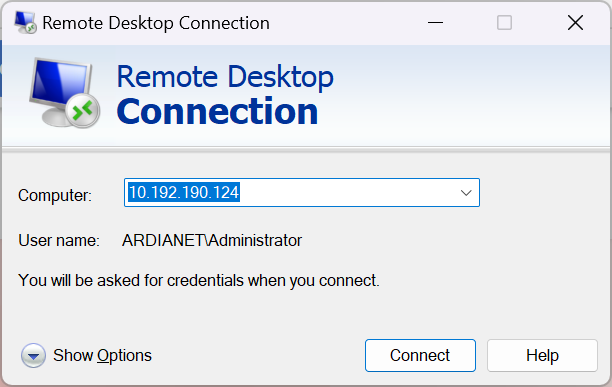 Remote Desktop Connection
Remote Desktop
Connection
Computer: 10.192.190.124
User name: ARDIANET\Administrator
You will be asked for credentials when you connect.
Show Options Connect Help